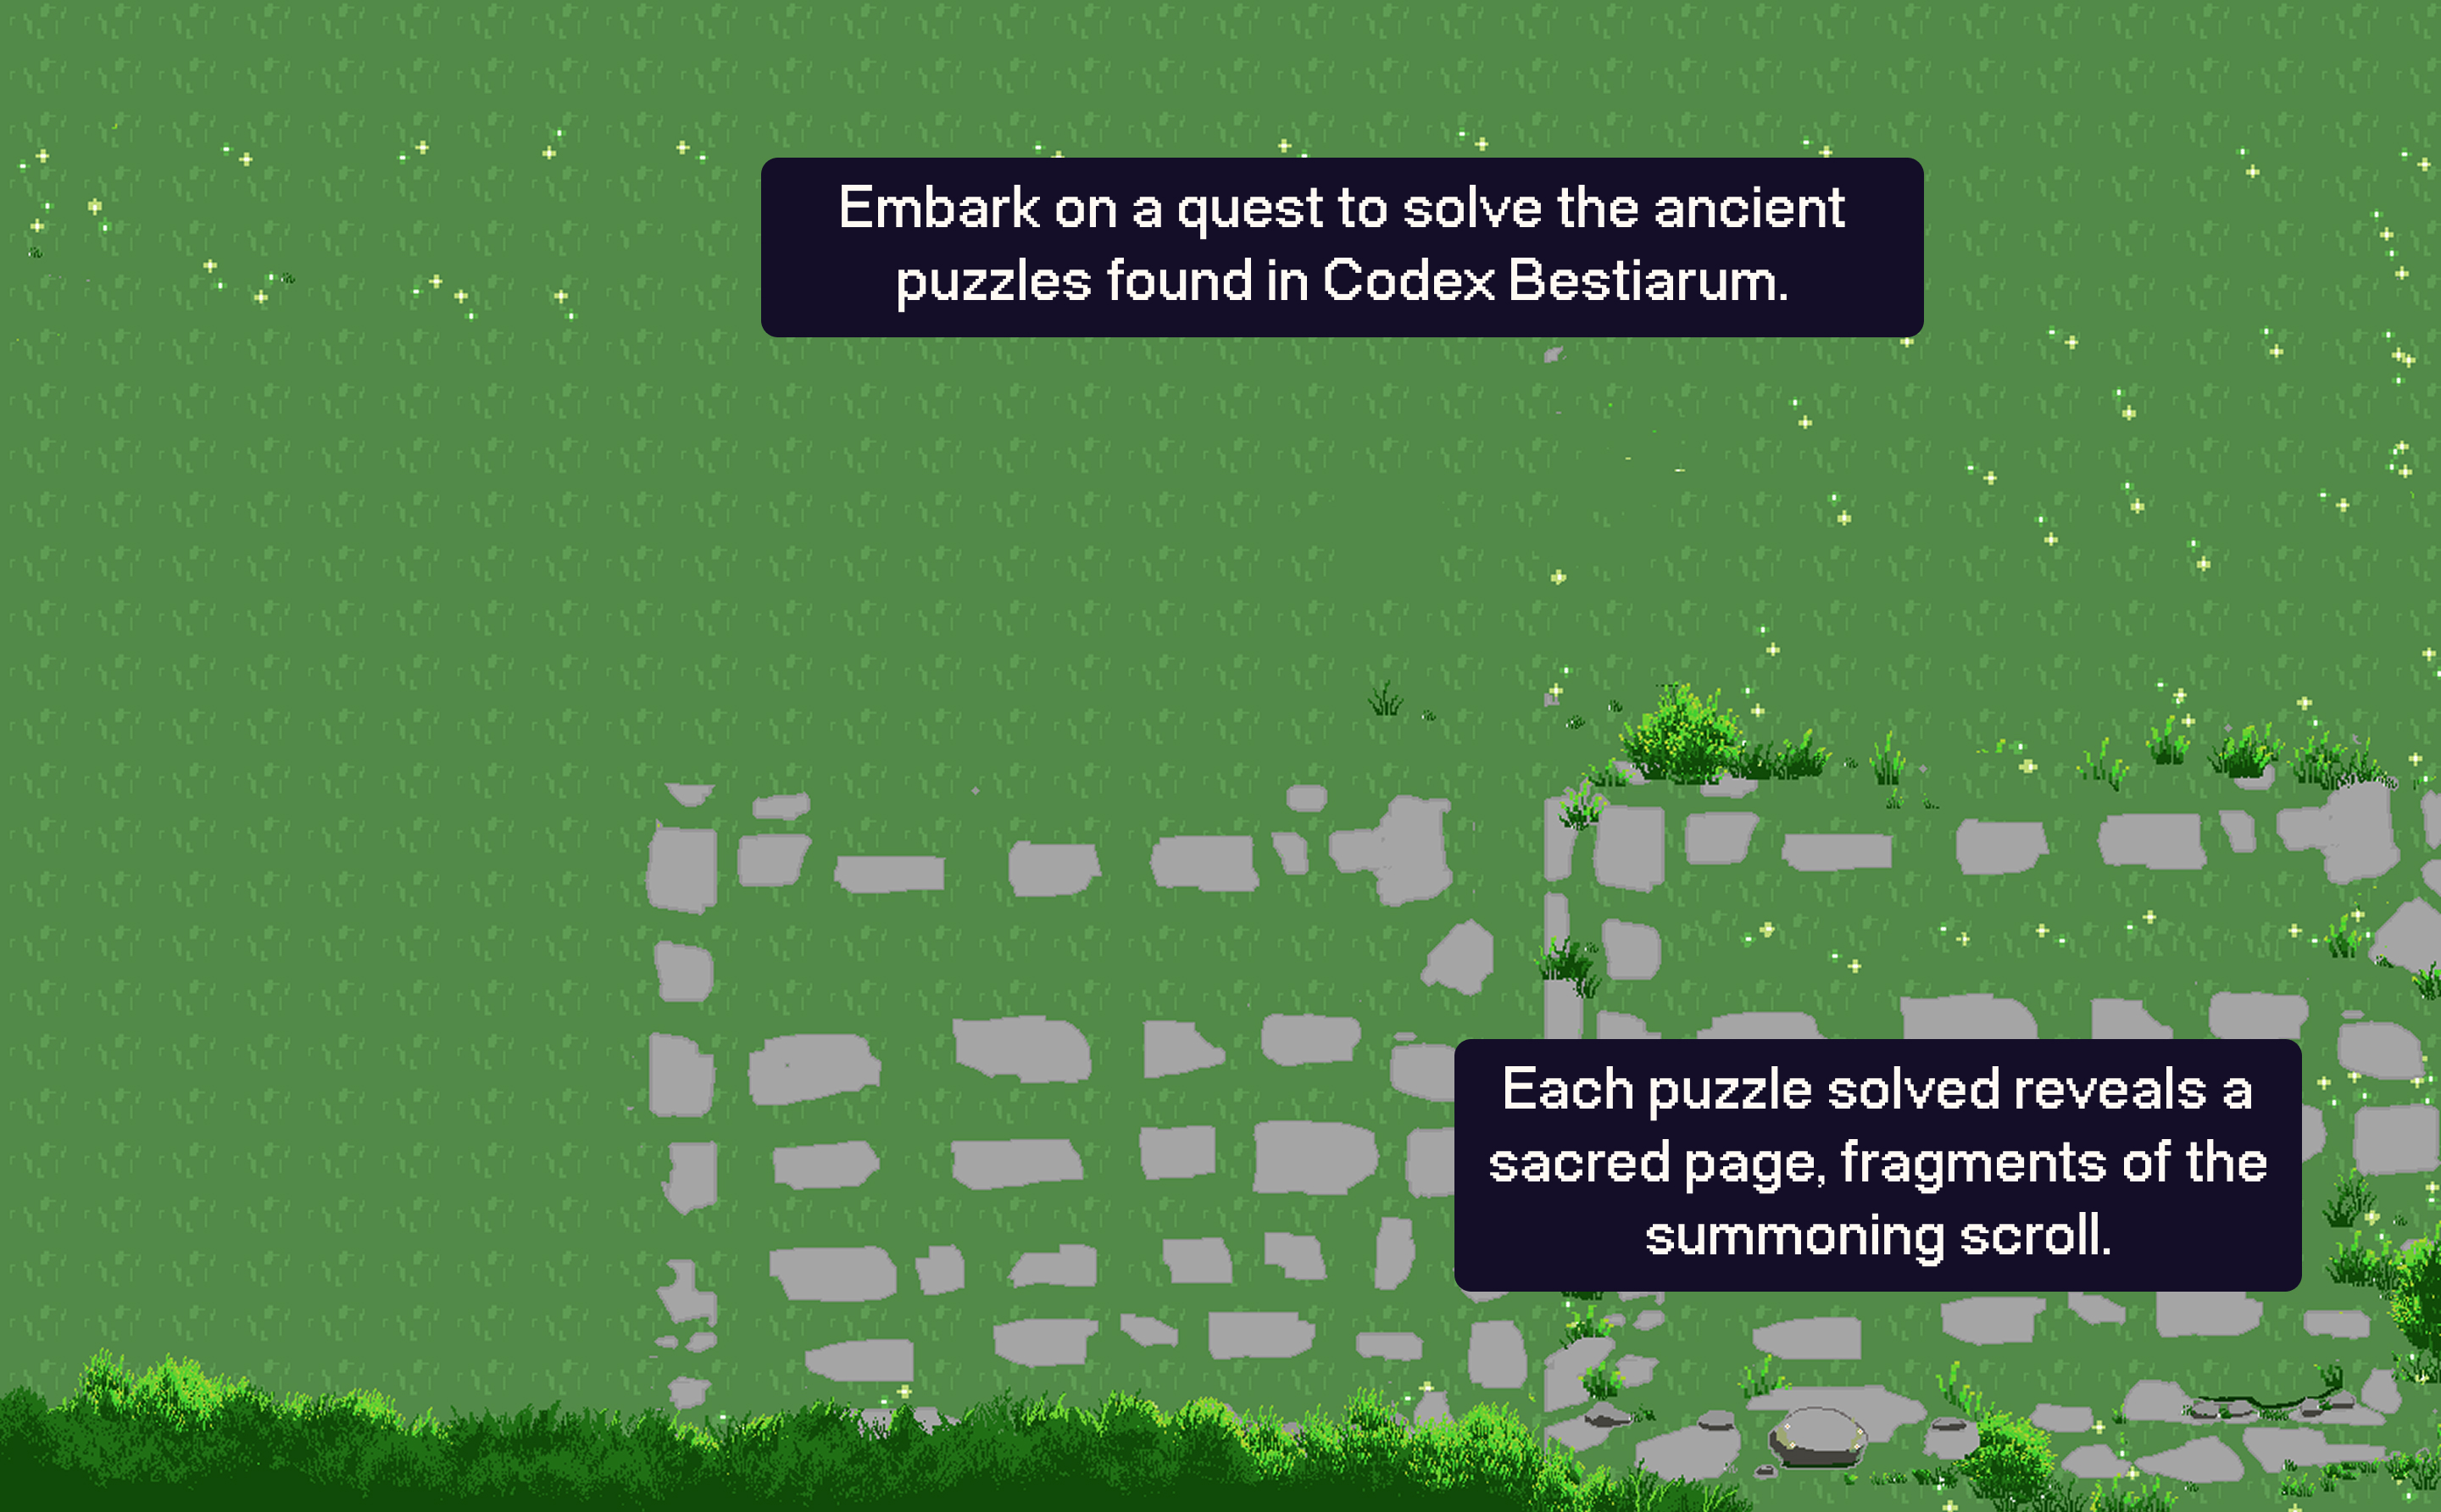 Embark on a quest to solve the ancient
puzzles found in Codex Bestiarum.
Each puzzle solved reveals a
sacred page, fragments of the
summoning scroll.